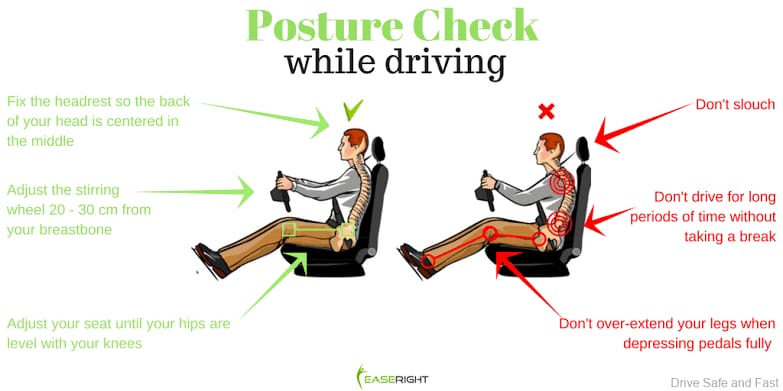 Posture Check
while driving
Fix the headrest so the back
of your head is centered in
the middle
Adjust the stirring
wheel 20 - 30 cm from
your breastbone
Adjust your seat until your hips are
level with your knees
Don't slouch
Don't drive for long
periods of time without
taking a break
Don't over-extend your legs when
depressing pedals fully
EASERIGHT
Drive Safe and Fast